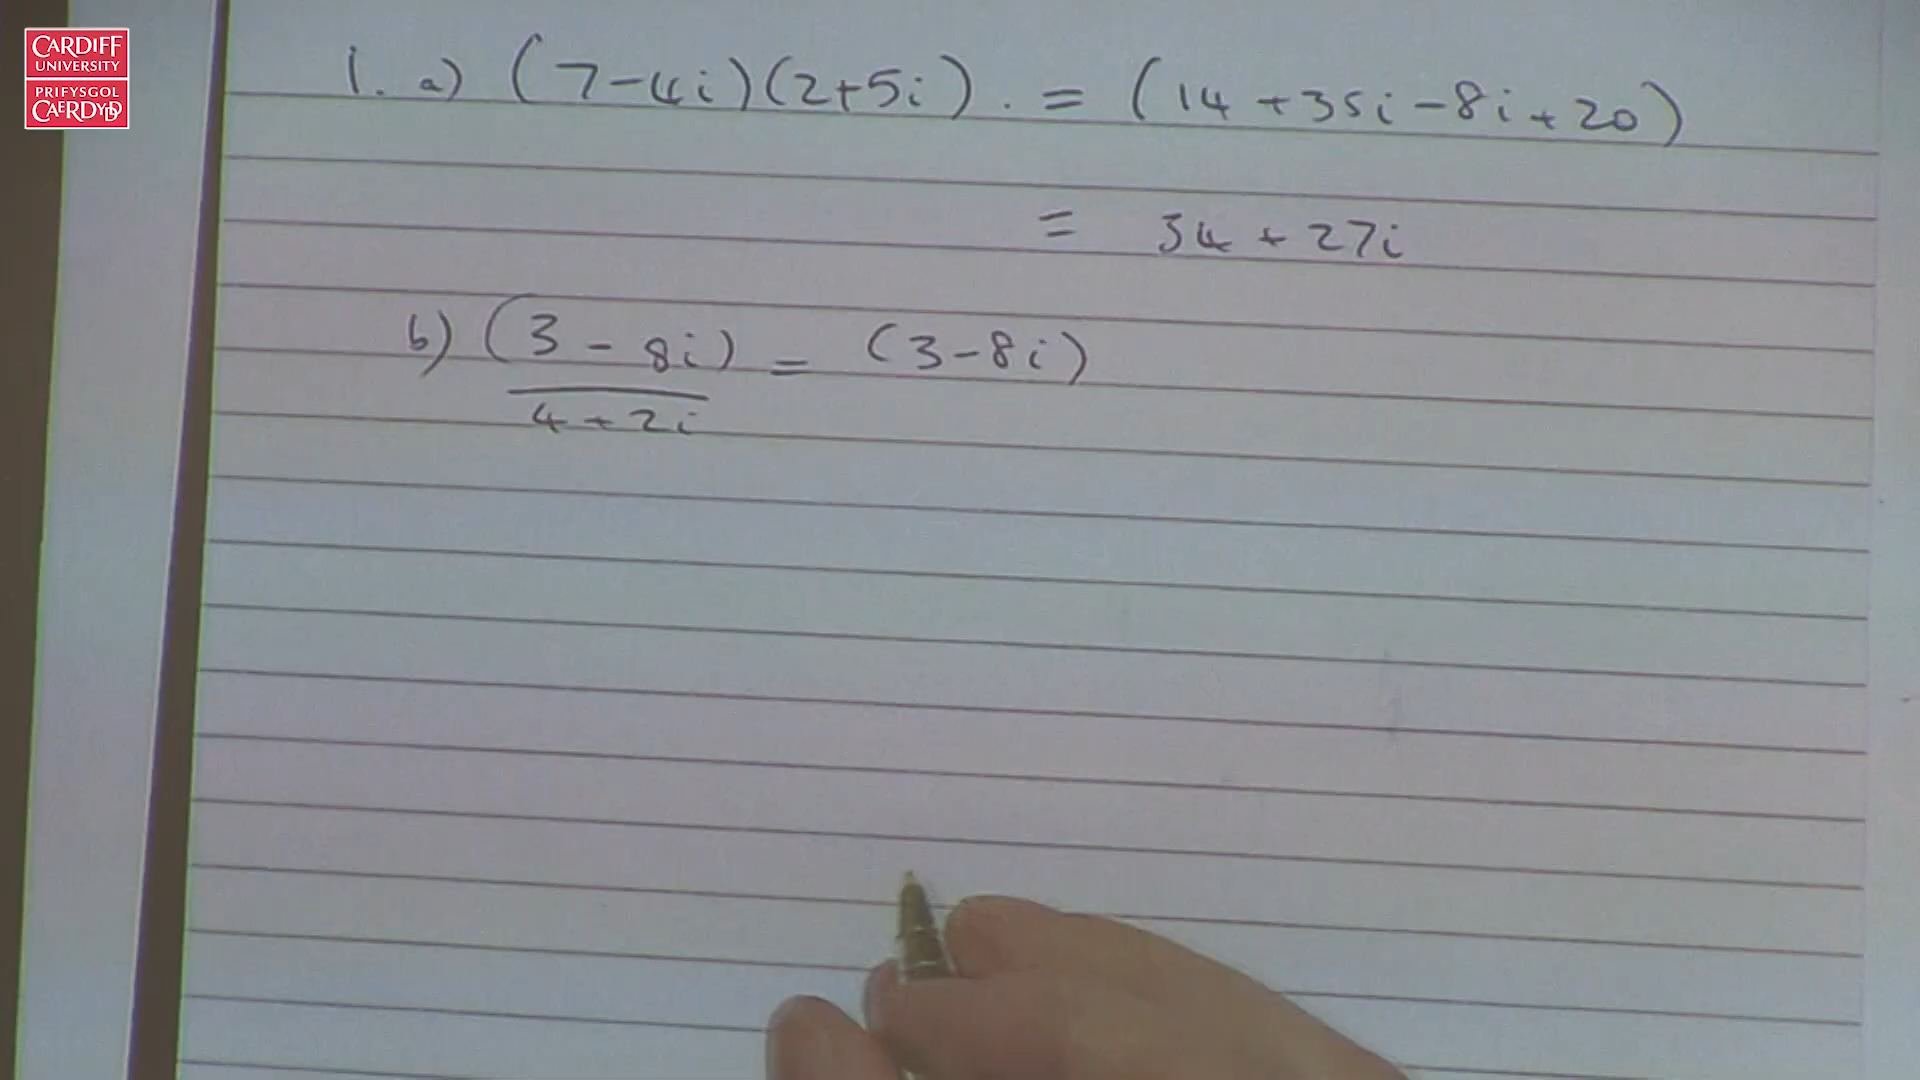 CARDIFF
UNIVERSITY
PRIFYSGOL
CAERDYDD
1. a) (7-4i)(2+5i). = (14 +35i -8i + 20)
= 34 + 27i
b) (3 - 8i) = (3-8i)
4 + 2i